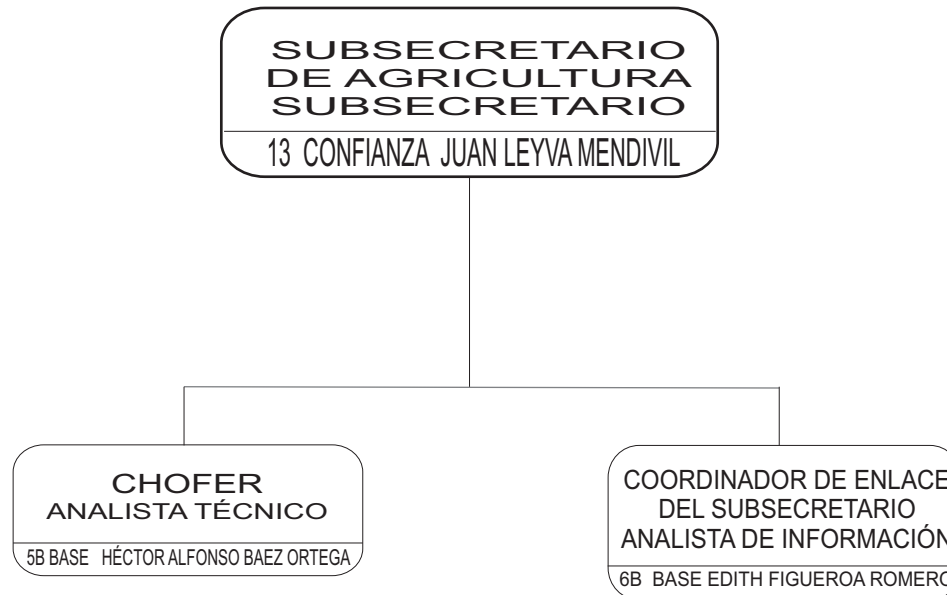 SUBSECRETARIO
DE AGRICULTURA
SUBSECRETARIO
13 CONFIANZA JUAN LEYVA MENDIVIL
CHOFER
ANALISTA TÉCNICO
5B BASE HÉCTOR ALFONSO BAEZ ORTEGA
COORDINADOR DE ENLACE
DEL SUBSECRETARIO
ANALISTA DE INFORMACIÓN
6B BASE EDITH FIGUEROA ROMERO